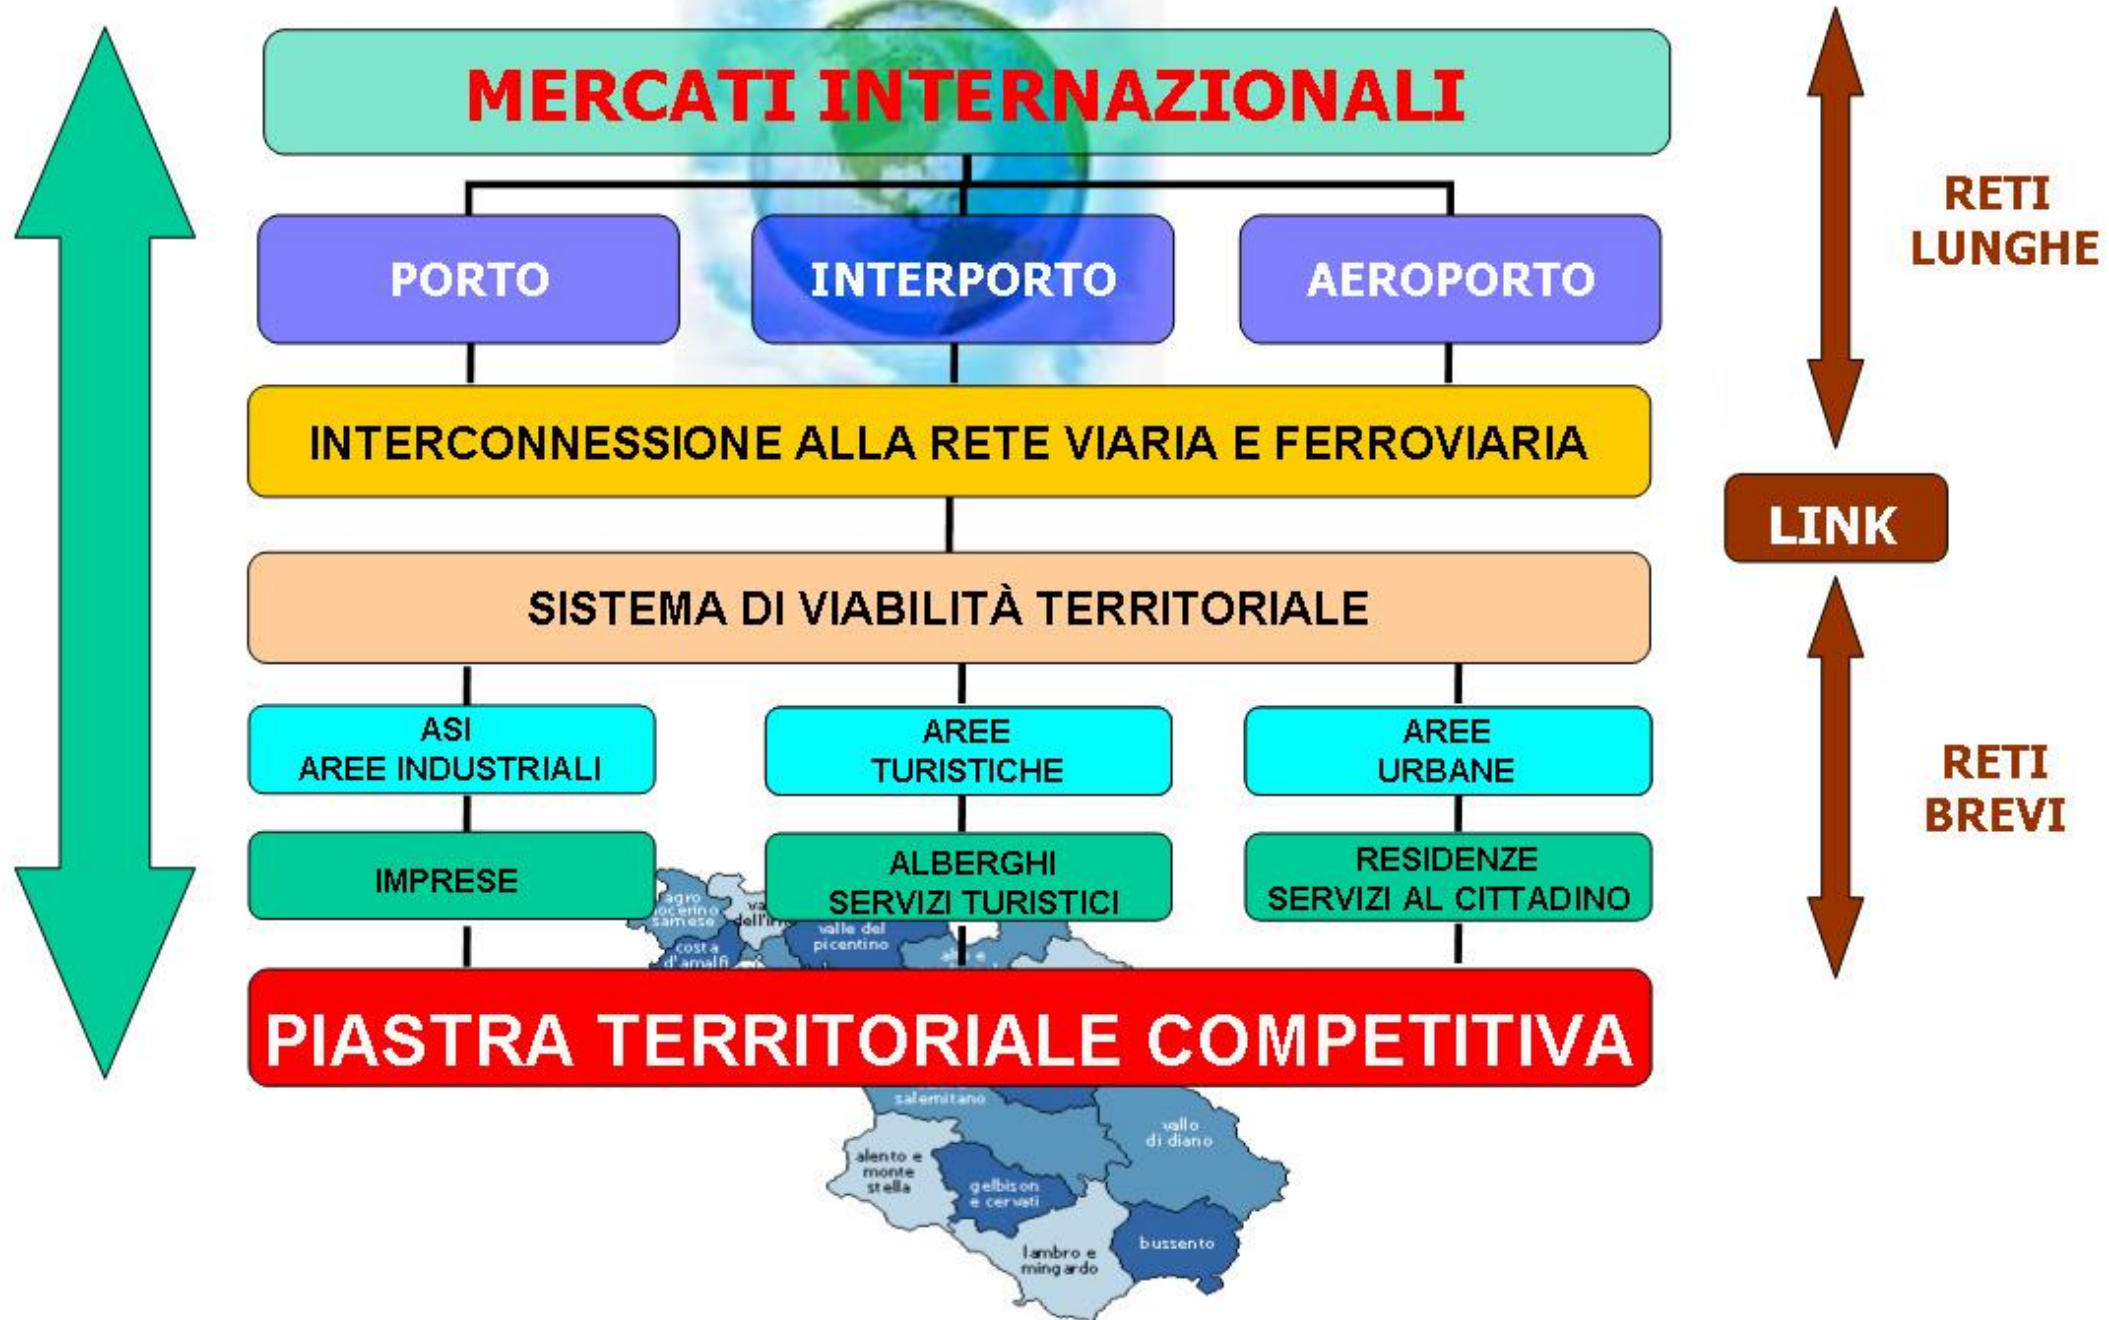 MERCATI INTERNAZIONALI
RETI
LUNGHE
PORTO
INTERPORTO
AEROPORTO
INTERCONNESSIONE ALLA RETE VIARIA E FERROVIARIA
LINK
SISTEMA DI VIABILITÀ TERRITORIALE
ASI
AREE INDUSTRIALI
AREE
TURISTICHE
AREE
URBANE
RETI
BREVI
IMPRESE
ALBERGHI
SERVIZI TURISTICI
RESIDENZE
SERVIZI AL CITTADINO
agro
sarnese
valle del
picentino
costa
d'amalfi
PIASTRA TERRITORIALE COMPETITIVA
salernitano
vallo
di diano
alento e
monte
stella
gelbison
e cervati
lambro e
mingardo
bussento